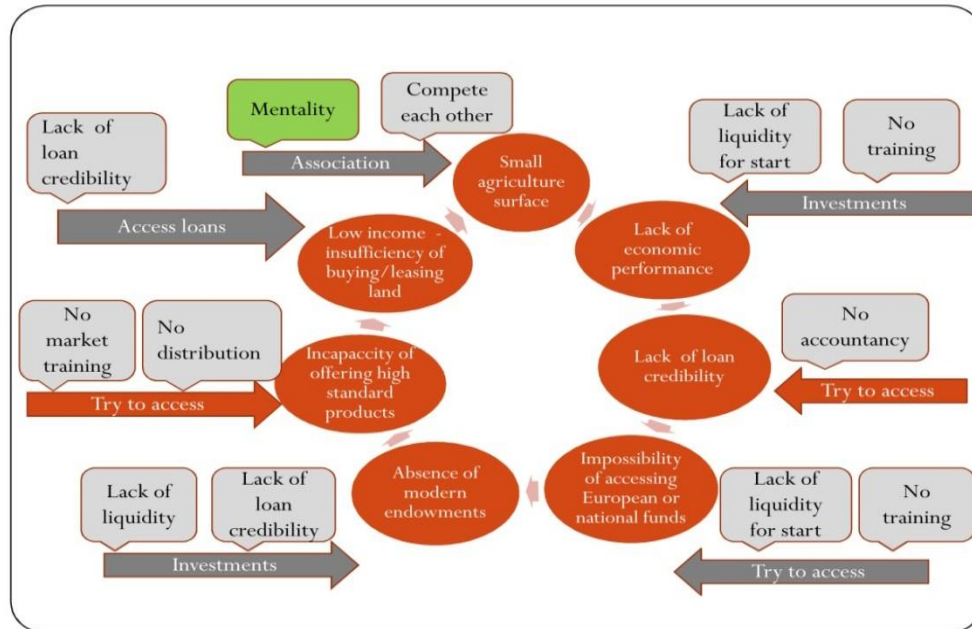 Mentality
Compete
each other
Lack of
loan
credibility
Association
Access loans
Small
agriculture
surface
Lack of
liquidity
for start
No
training
Investments
Low income -
insufficiency of
buying/leasing
land
Lack of
economic
performance
No
market
training
No
distribution
Try to access
Incapaccity of
offering high
standard
products
Lack of loan
credibility
No
accountancy
Try to access
Lack of
liquidity
Lack of
loan
credibility
Investments
Absence of
modern
endowments
Impossibility
of accessing
European or
national funds
Lack of
liquidity
for start
No
training
Try to access